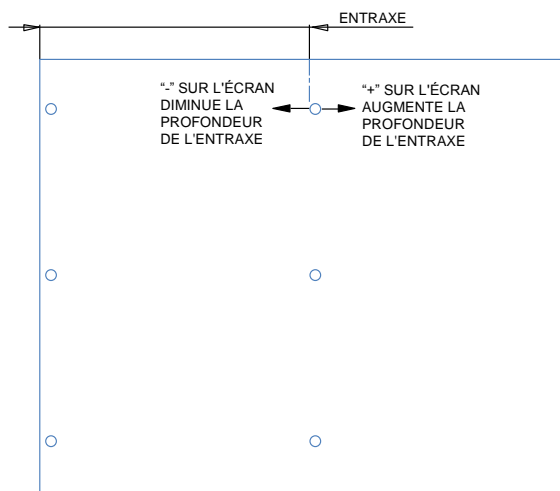 ENTRAXE
“-” SUR L'ÉCRAN
DIMINUE LA
PROFONDEUR
DE L'ENTRAXE
“+” SUR L'ÉCRAN
AUGMENTE LA
PROFONDEUR
DE L'ENTRAXE